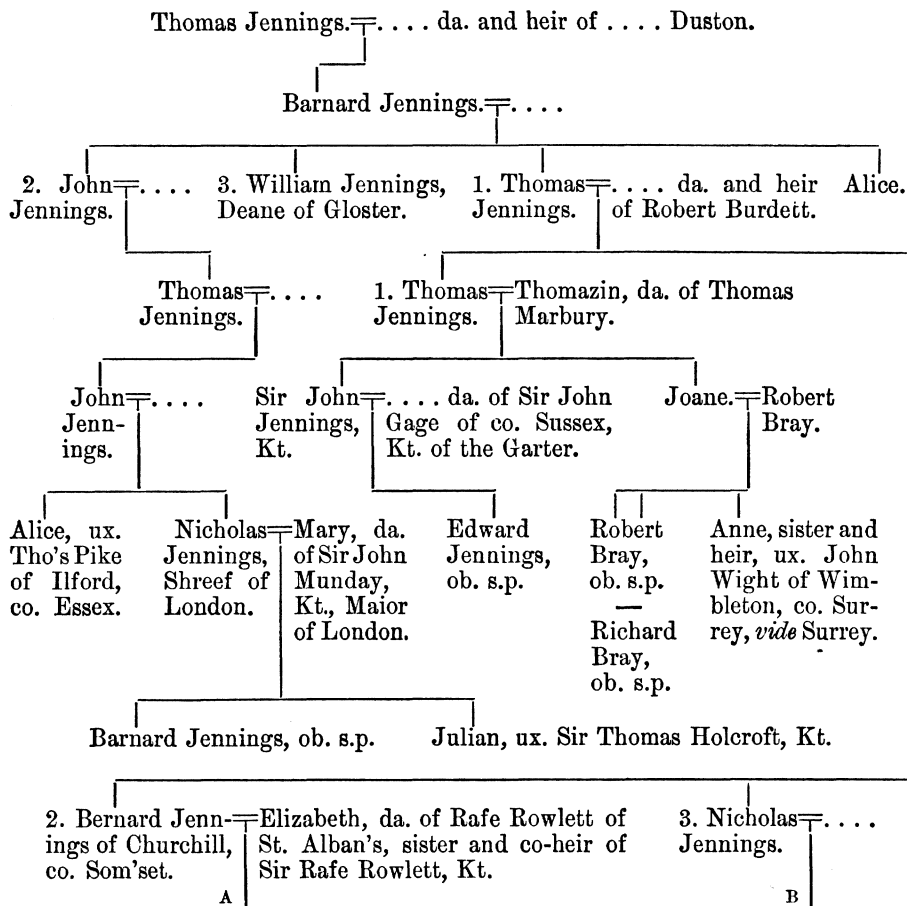 Thomas Jennings.=. . . . da. and heir of . . . . Duston.
Barnard Jennings.=. . . .
2. John=. . . . 3. William Jennings, 1. Thomas=. . . . da. and heir Alice.
Jennings. Deane of Gloster. Jennings. of Robert Burdett.
Thomas=. . . . 1. Thomas=Thomazin, da. of Thomas
Jennings. Jennings. Marbury.
John=. . . . Sir John=. . . . da. of Sir John Joane.=Robert
Jenn- Jennings, Gage of co. Sussex, Bray.
ings. Kt. Kt. of the Garter.
Alice, ux. Nicholas=Mary, da. Edward Robert Anne, sister and
Tho's Pike Jennings, of Sir John Jennings, Bray, heir, ux. John
of Ilford, Shreef of Munday, ob. s.p. ob. s.p. Wight of Wim-
co. Essex. London. Kt., Maior — bleton, co. Sur-
of London. Richard rey, vide Surrey.
Bray,
ob. s.p.
Barnard Jennings, ob. s.p. Julian, ux. Sir Thomas Holcroft, Kt.
2. Bernard Jenn-=Elizabeth, da. of Rafe Rowlett of 3. Nicholas=. . . .
ings of Churchill, St. Alban's, sister and co-heir of Jennings.
co. Som'set. Sir Rafe Rowlett, Kt.
A B